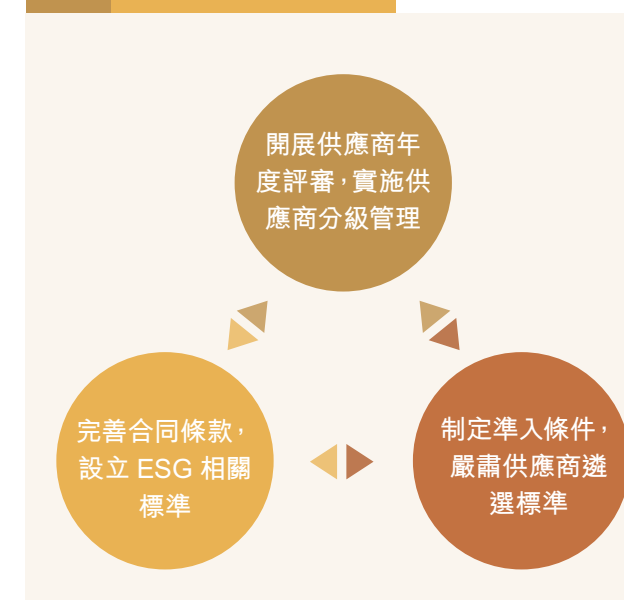 開展供應商年
度評審，實施供
應商分級管理
完善合同條款，
設立 ESG 相關
標準
制定準入條件，
嚴肅供應商遴
選標準